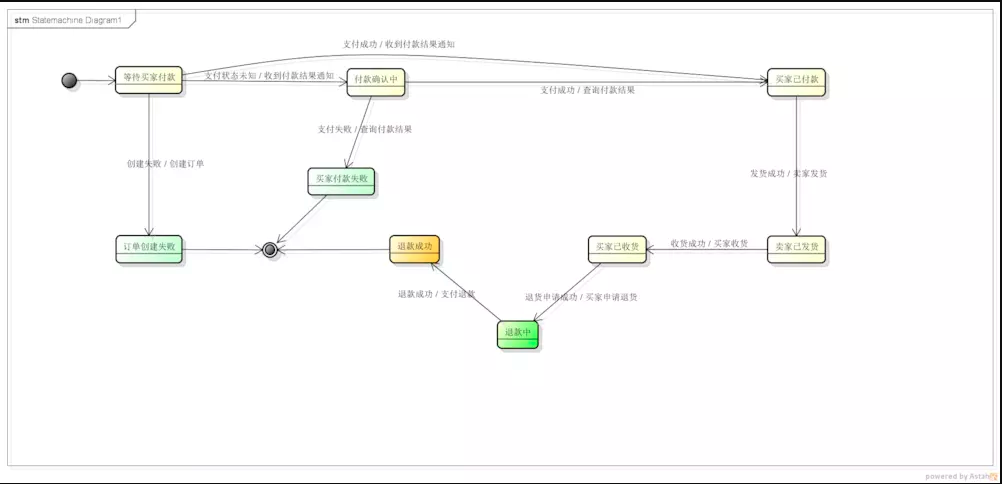 stm Statemachine Diagram1
支付成功 / 收到付款结果通知
等待买家付款
支付状态未知 / 收到付款结果通知
付款确认中
支付成功 / 查询付款结果
买家已付款
支付失败 / 查询付款结果
创建失败 / 创建订单
买家付款失败
发货成功 / 卖家发货
订单创建失败
退款成功
买家已收货
收货成功 / 买家收货
卖家已发货
退款成功 / 支付退款
退货申请成功 / 买家申请退货
退款中
powered by Astah